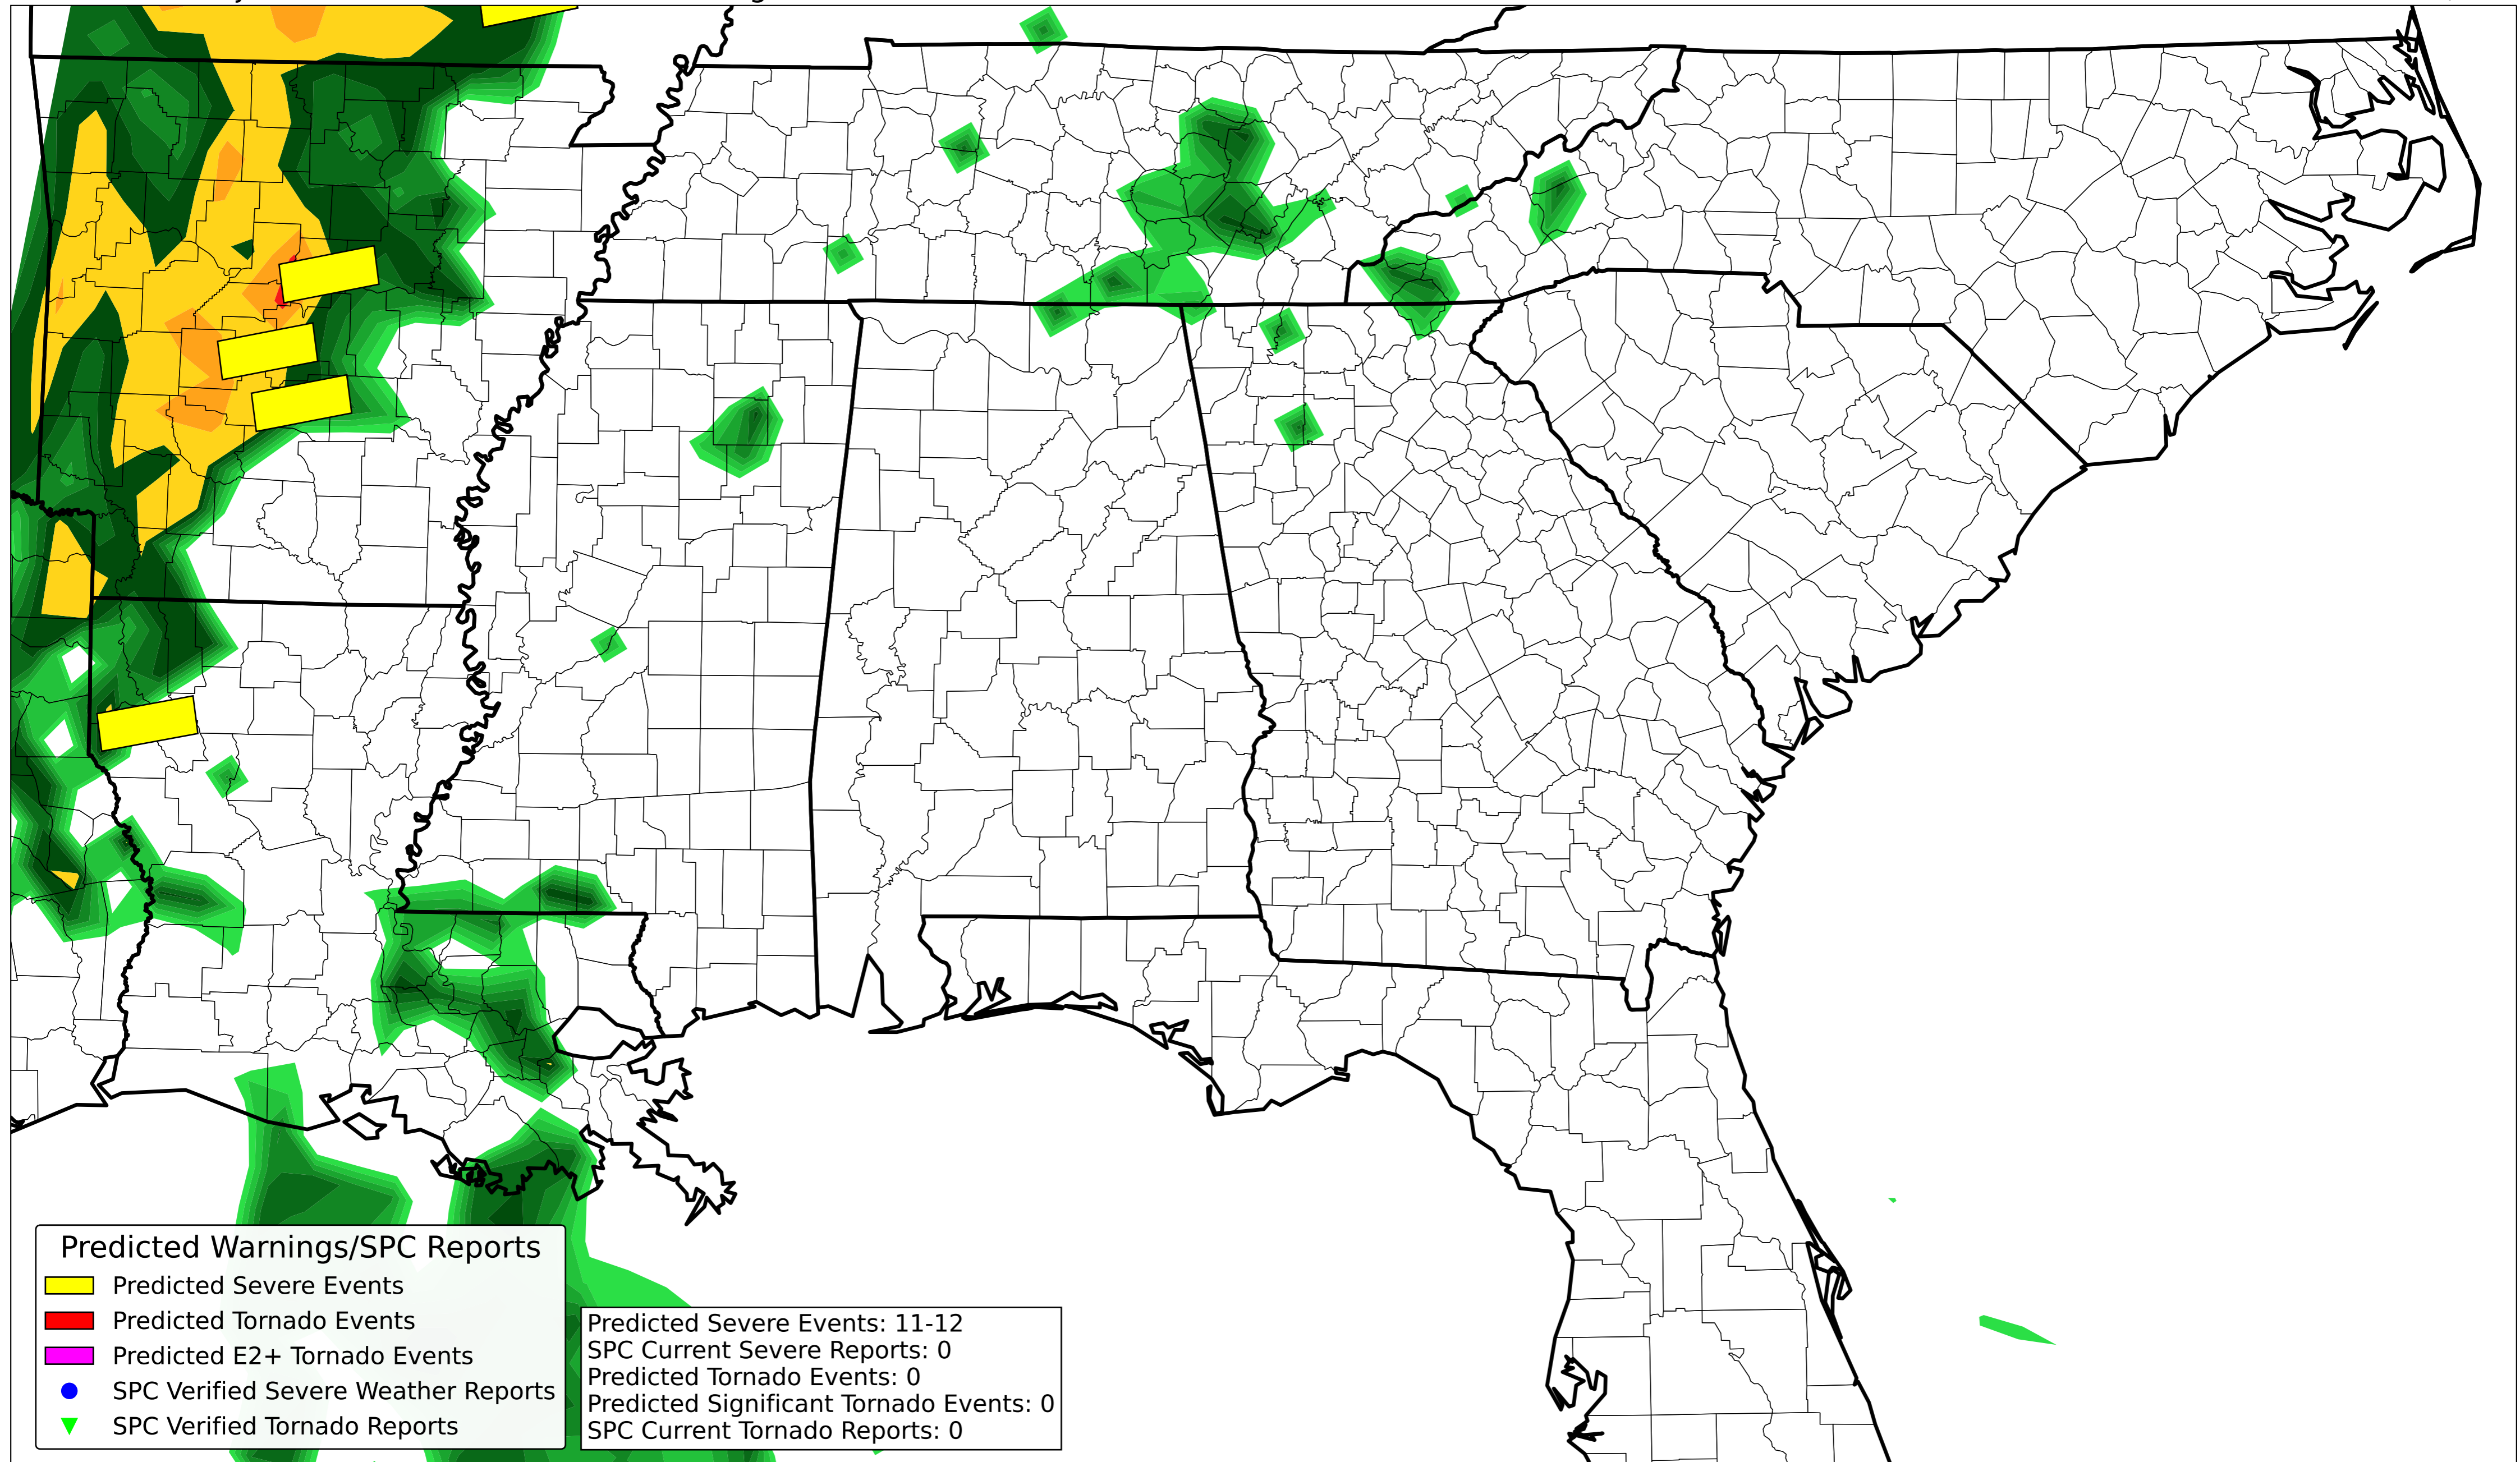 Predicted Warnings/SPC Reports
Predicted Severe Events
Predicted Tornado Events
Predicted E2+ Tornado Events
SPC Verified Severe Weather Reports
SPC Verified Tornado Reports
Predicted Severe Events: 11-12
SPC Current Severe Reports: 0
Predicted Tornado Events: 0
Predicted Significant Tornado Events: 0
SPC Current Tornado Reports: 0